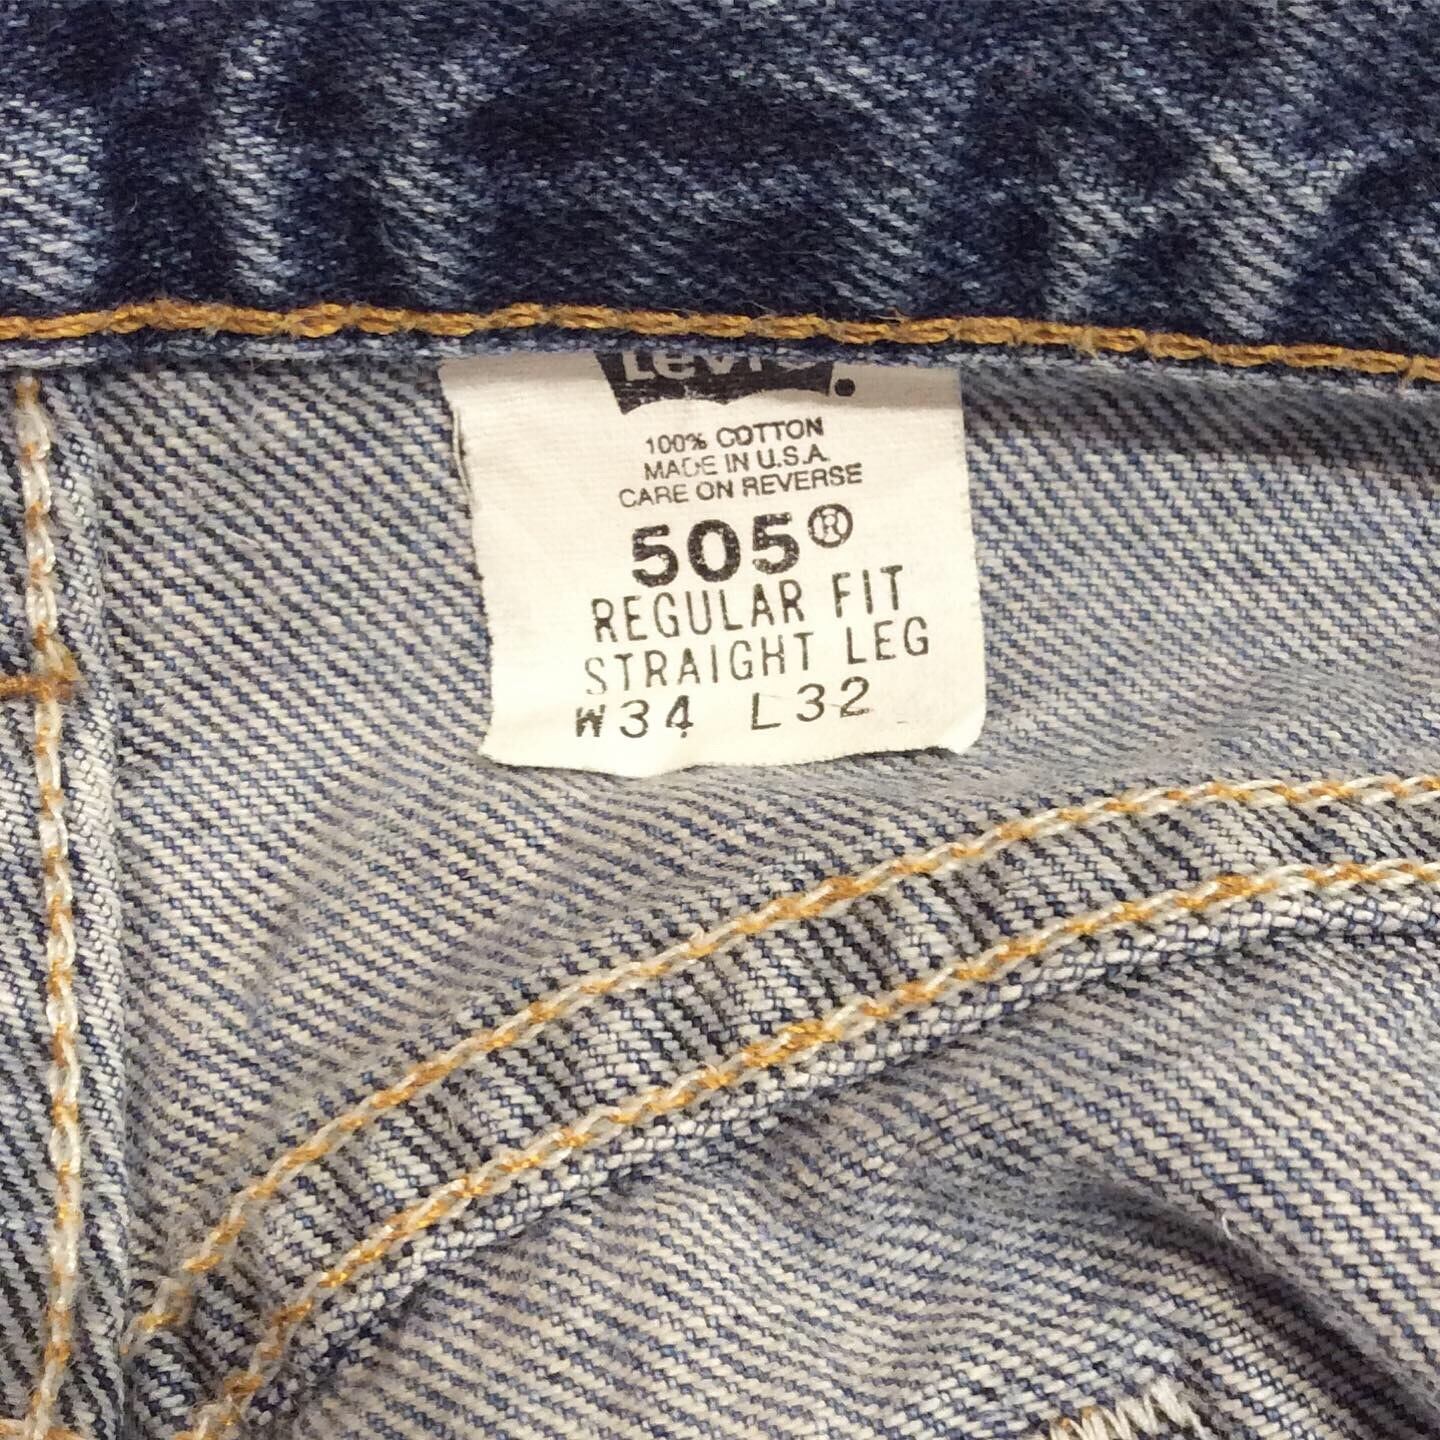 Levi's
100% COTTON
MADE IN U.S.A.
CARE ON REVERSE
505®
REGULAR FIT
STRAIGHT LEG
W34 L32